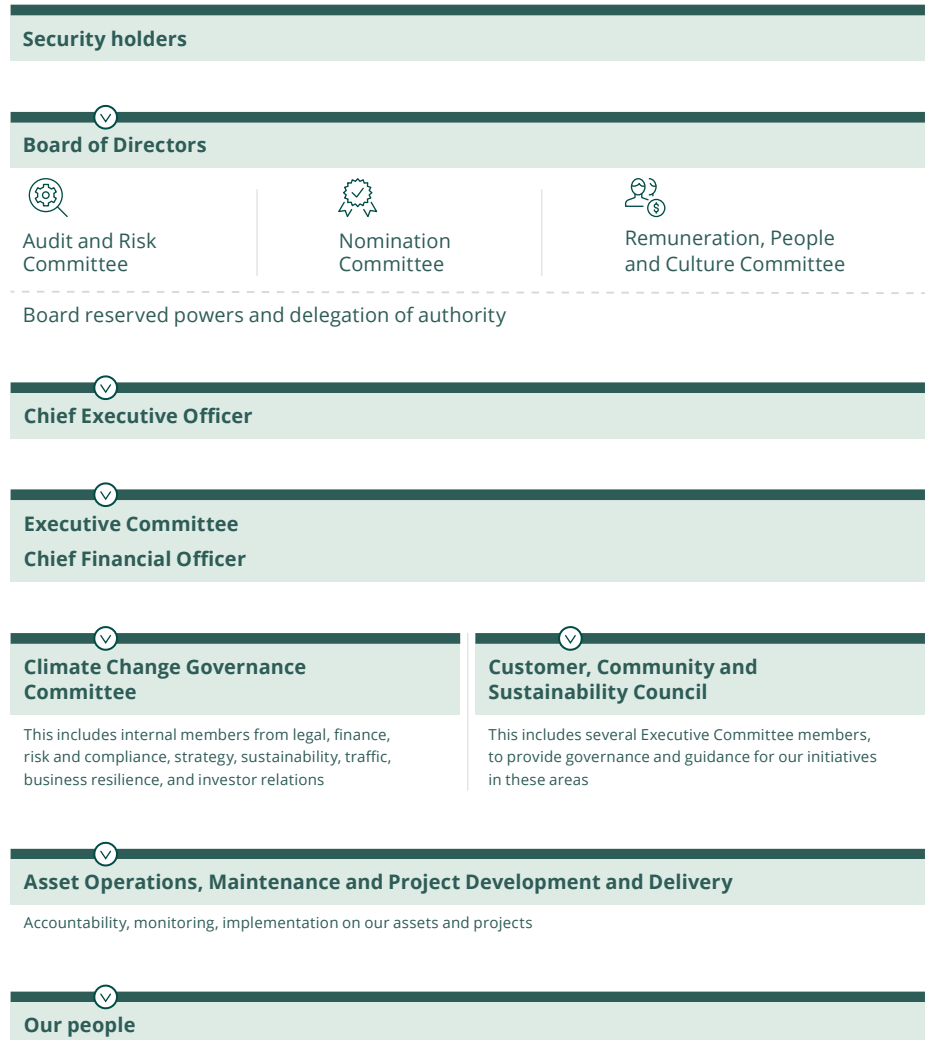 Security holders
Board of Directors
Audit and Risk
Committee
Nomination
Committee
Remuneration, People
and Culture Committee
Board reserved powers and delegation of authority
Chief Executive Officer
Executive Committee
Chief Financial Officer
Climate Change Governance
Committee
This includes internal members from legal, finance,
risk and compliance, strategy, sustainability, traffic,
business resilience, and investor relations
Customer, Community and
Sustainability Council
This includes several Executive Committee members,
to provide governance and guidance for our initiatives
in these areas
Asset Operations, Maintenance and Project Development and Delivery
Accountability, monitoring, implementation on our assets and projects
Our people